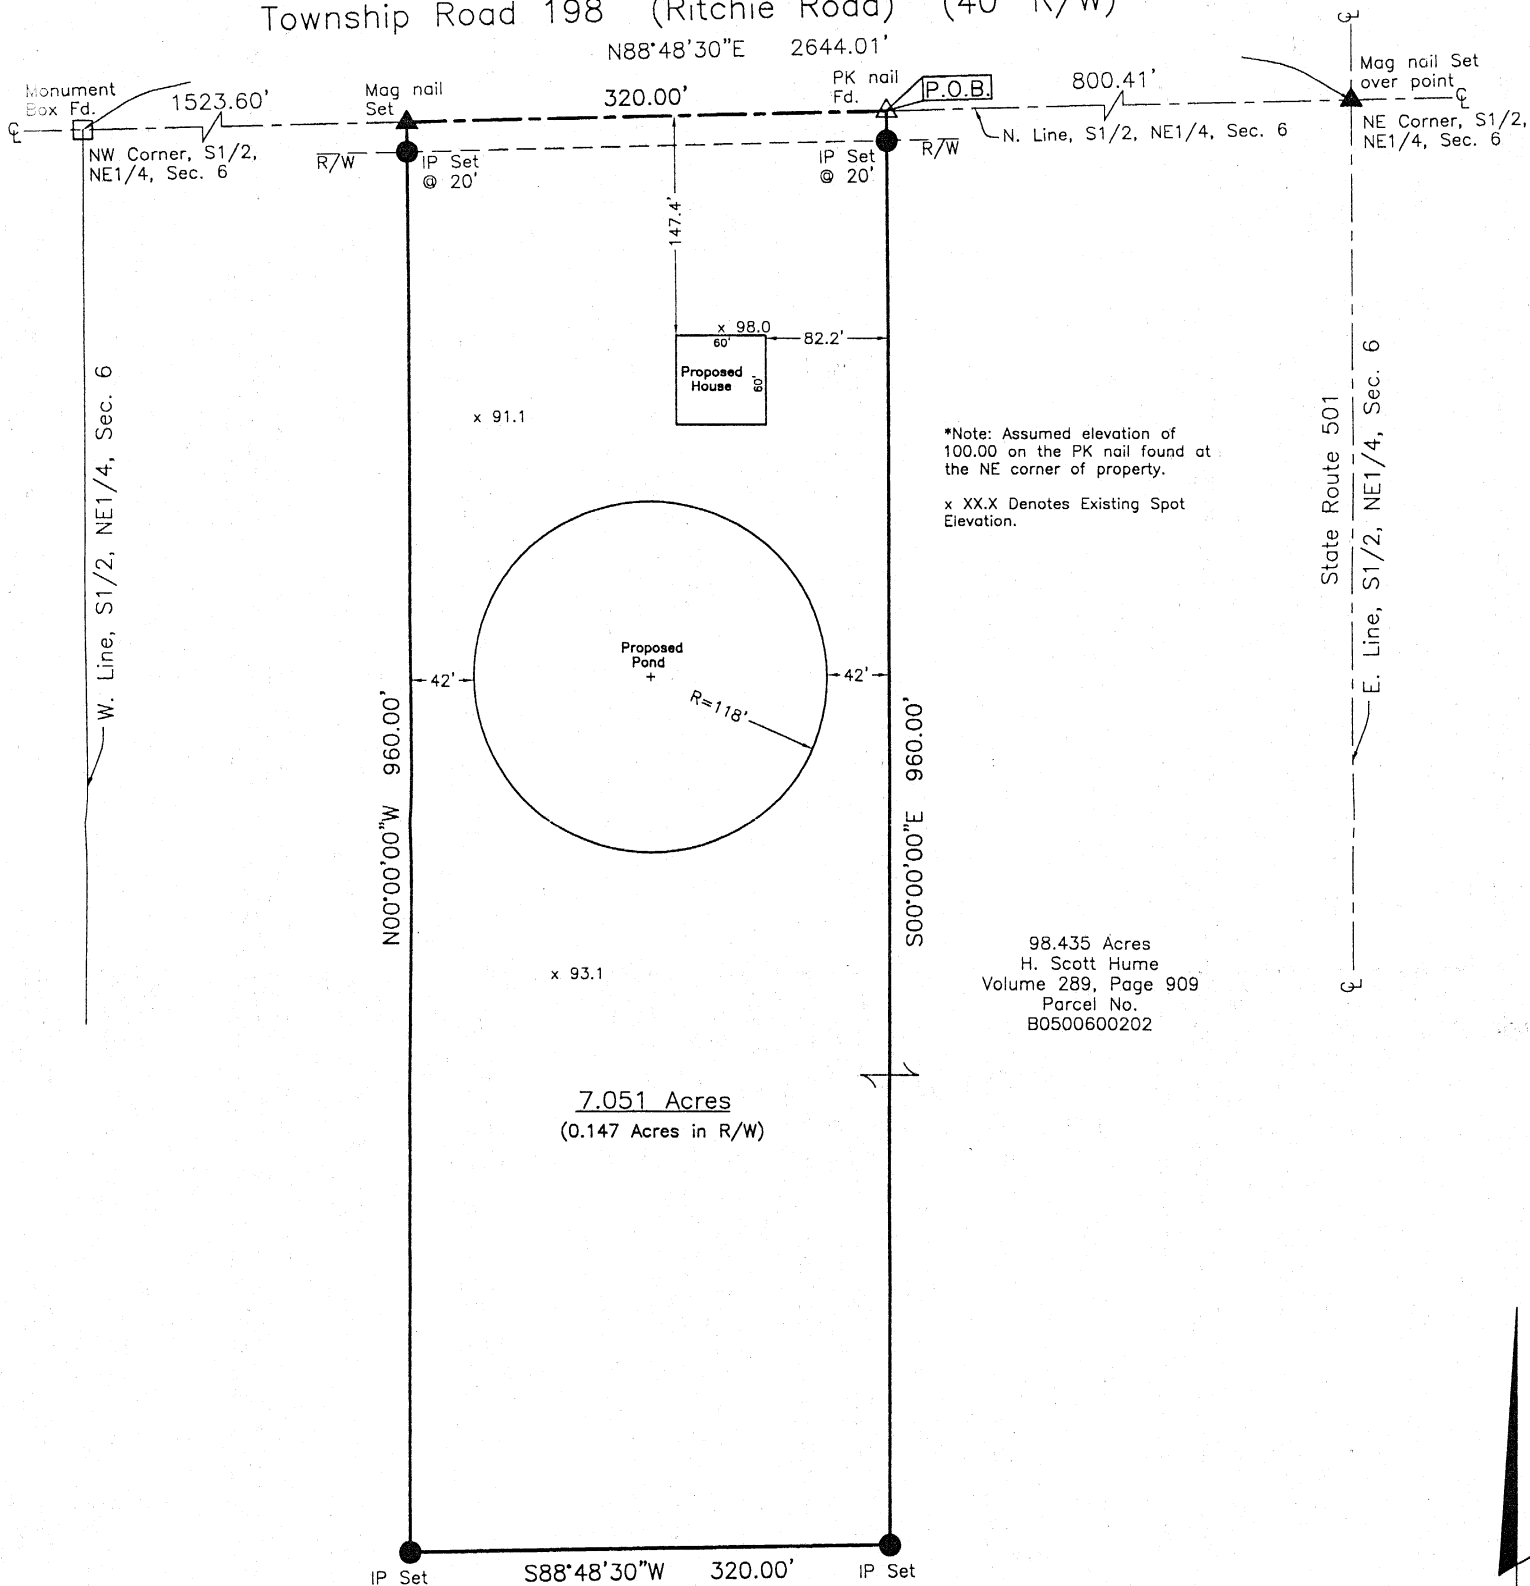 Township Road 198 (Ritchie Road) (40' R/W)
N88°48'30"E 2644.01'
Monument
Box Fd.
1523.60'
Mag nail
Set
320.00'
PK nail
Fd.
P.O.B.
800.41'
Mag nail Set
over point
NW Corner, S1/2,
NE1/4, Sec. 6
R/W
IP Set
@ 20'
IP Set
@ 20'
R/W
N. Line, S1/2, NE1/4, Sec. 6
NE Corner, S1/2,
NE1/4, Sec. 6
147.4'
x 98.0
60'
82.2'
Proposed
House
60'
x 91.1
W. Line, S1/2, NE1/4, Sec. 6
*Note: Assumed elevation of
100.00 on the PK nail found at
the NE corner of property.
x XX.X Denotes Existing Spot
Elevation.
State Route 501
E. Line, S1/2, NE1/4, Sec. 6
Proposed
Pond
42'
42'
R=118'
N00°00'00"W 960.00'
S00°00'00"E 960.00'
x 93.1
98.435 Acres
H. Scott Hume
Volume 289, Page 909
Parcel No.
B0500600202
7.051 Acres
(0.147 Acres in R/W)
IP Set
S88°48'30"W 320.00'
IP Set